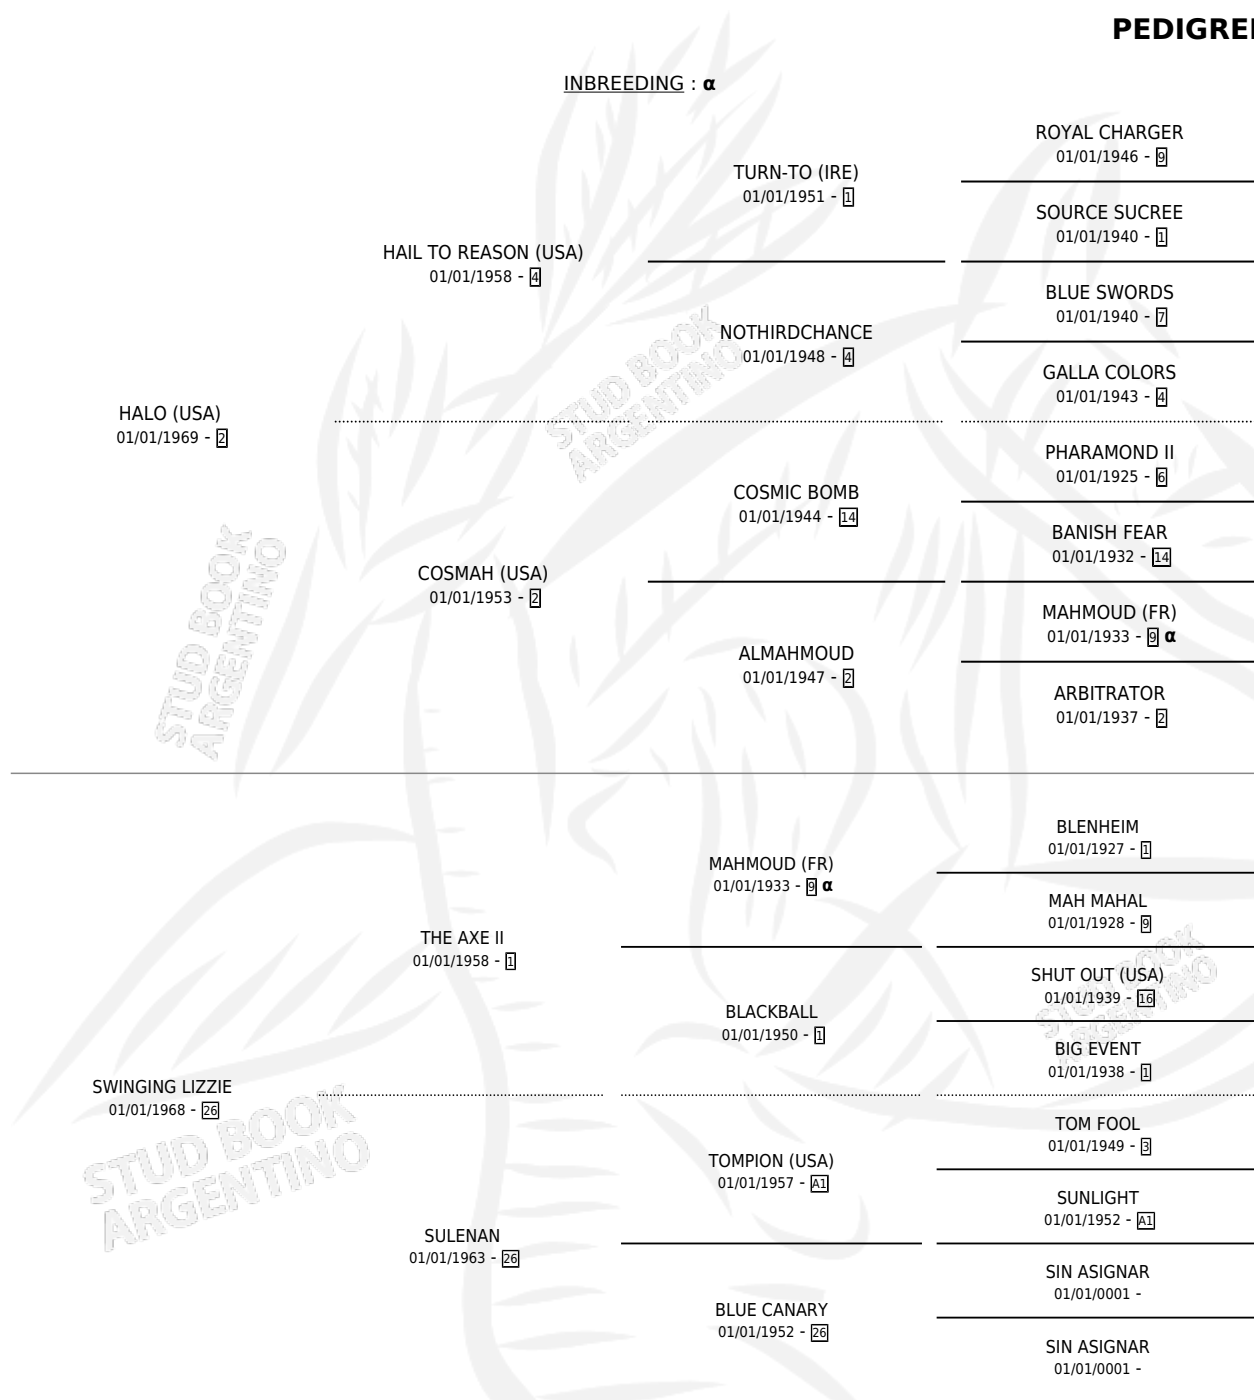 PEDIGREE
INBREEDING : α
ROYAL CHARGER
01/01/1946 - 9
TURN-TO (IRE)
01/01/1951 - 1
SOURCE SUCREE
01/01/1940 - 1
HAIL TO REASON (USA)
01/01/1958 - 4
BLUE SWORDS
01/01/1940 - 7
NOTHIRDCHANCE
01/01/1948 - 4
GALLA COLORS
01/01/1943 - 4
HALO (USA)
01/01/1969 - 2
PHARAMOND II
01/01/1925 - 6
COSMIC BOMB
01/01/1944 - 14
BANISH FEAR
01/01/1932 - 14
COSMAH (USA)
01/01/1953 - 2
MAHMOUD (FR)
01/01/1933 - 9 α
ALMAHMOUD
01/01/1947 - 2
ARBITRATOR
01/01/1937 - 2
BLENHEIM
01/01/1927 - 1
MAHMOUD (FR)
01/01/1933 - 9 α
MAH MAHAL
01/01/1928 - 9
THE AXE II
01/01/1958 - 1
SHUT OUT (USA)
01/01/1939 - 16
BLACKBALL
01/01/1950 - 1
BIG EVENT
01/01/1938 - 1
SWINGING LIZZIE
01/01/1968 - 26
TOM FOOL
01/01/1949 - 3
TOMPION (USA)
01/01/1957 - A1
SUNLIGHT
01/01/1952 - A1
SULENAN
01/01/1963 - 26
SIN ASIGNAR
01/01/0001 -
BLUE CANARY
01/01/1952 - 26
SIN ASIGNAR
01/01/0001 -
STUD BOOK
ARGENTINO
STUD BOOK
ARGENTINO
STUD BOOK
ARGENTINO
STUD BOOK
ARGENTINO